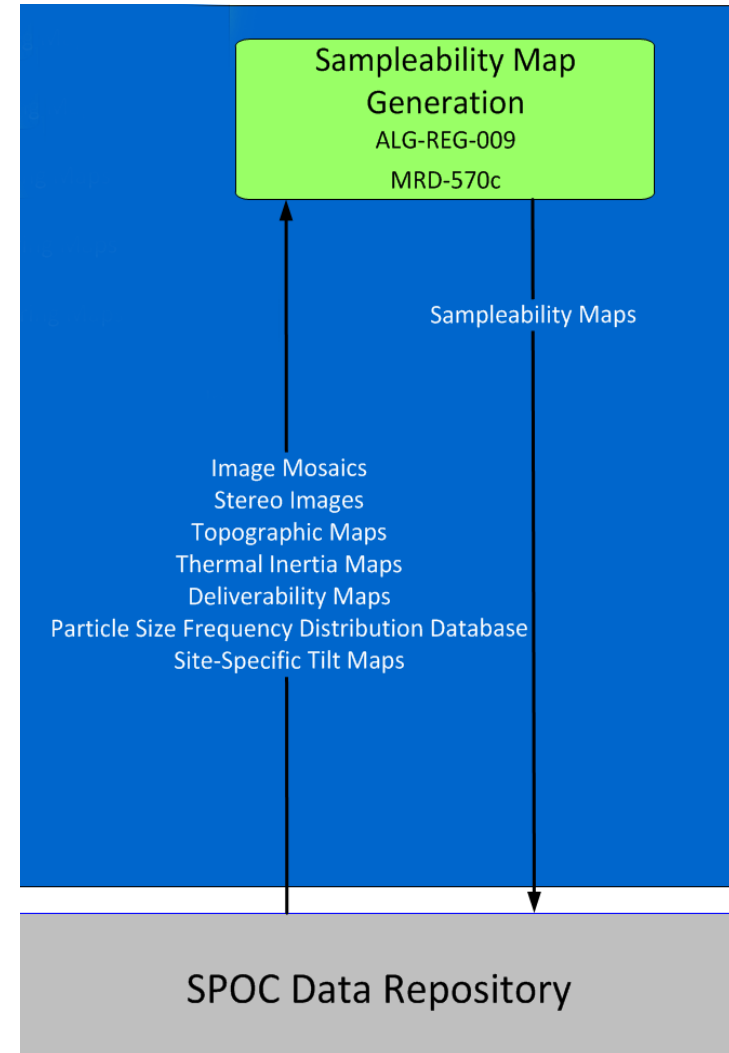 Sampleability Map
Generation
ALG-REG-009
MRD-570c
Sampleability Maps
Image Mosaics
Stereo Images
Topographic Maps
Thermal Inertia Maps
Deliverability Maps
Particle Size Frequency Distribution Database
Site-Specific Tilt Maps
SPOC Data Repository